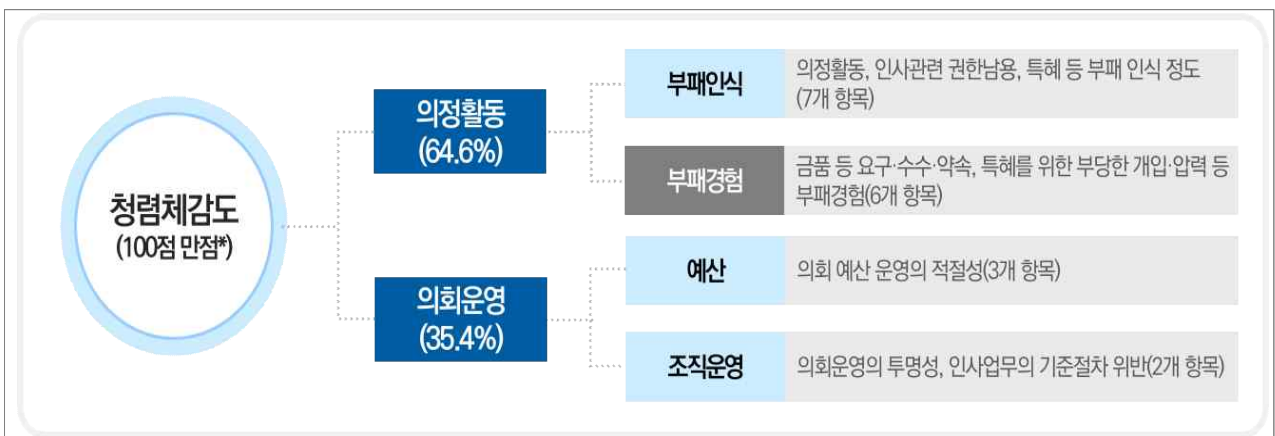 청렴체감도
(100점 만점*)
의정활동
(64.6%)
부패인식
의정활동, 인사관련 권한남용, 특혜 등 부패 인식 정도
(7개 항목)
부패경험
금품 등 요구·수수·약속, 특혜를 위한 부당한 개입·압력 등
부패경험(6개 항목)
의회운영
(35.4%)
예산
의회 예산 운영의 적절성(3개 항목)
조직운영
의회운영의 투명성, 인사업무의 기준절차 위반(2개 항목)